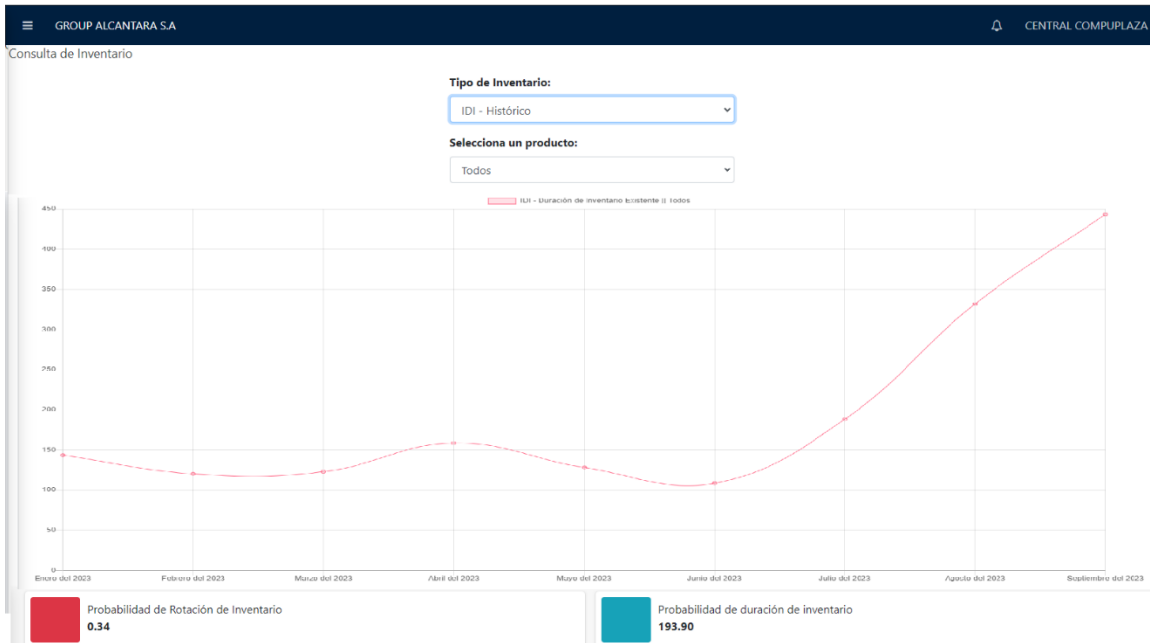 GROUP ALCANTARA S.A
CENTRAL COMPUPLAZA
Consulta de Inventario
Tipo de Inventario:
IDI - Histórico
Selecciona un producto:
Todos
IDI - Duración de Inventario Existente || Todos
450
400
350
300
250
200
150
100
50
0
Enero del 2023 Febrero del 2023 Marzo del 2023 Abril del 2023 Mayo del 2023 Junio del 2023 Julio del 2023 Agosto del 2023 Septiembre del 2023
Probabilidad de Rotación de Inventario
0.34
Probabilidad de duración de inventario
193.90